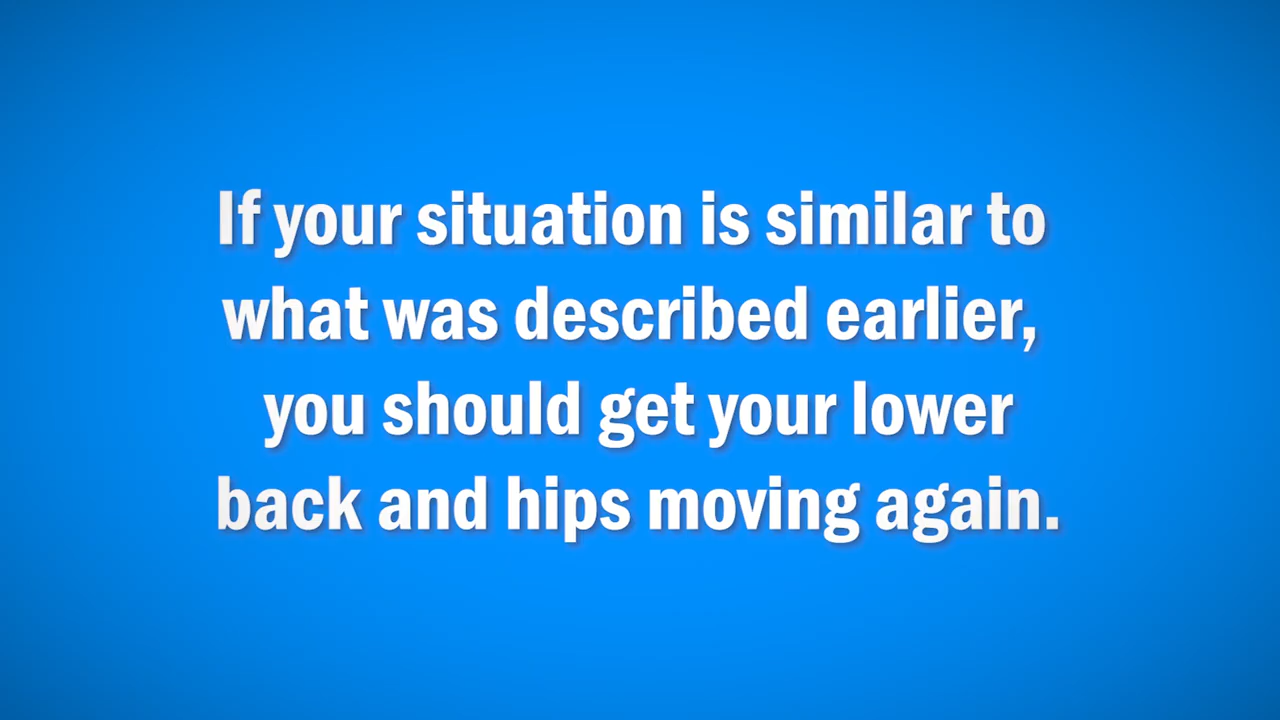 If your situation is similar to
what was described earlier,
you should get your lower
back and hips moving again.